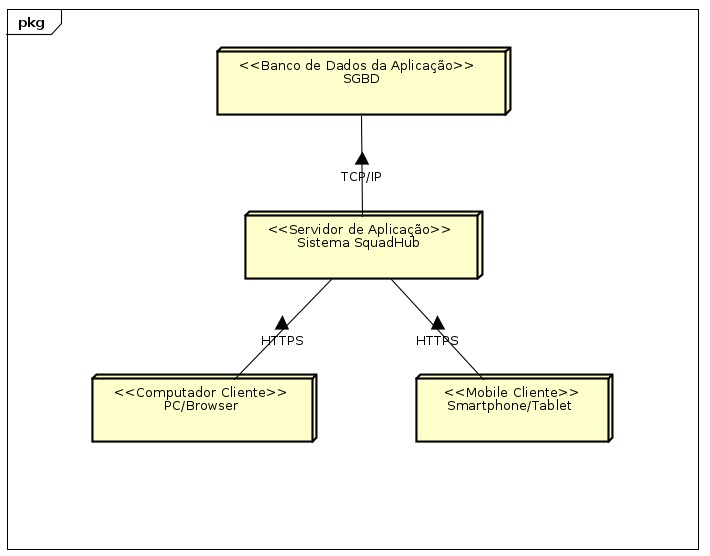 pkg
<<Banco de Dados da Aplicação>>
SGBD
TCP/IP
<<Servidor de Aplicação>>
Sistema SquadHub
HTTPS
HTTPS
<<Computador Cliente>>
PC/Browser
<<Mobile Cliente>>
Smartphone/Tablet